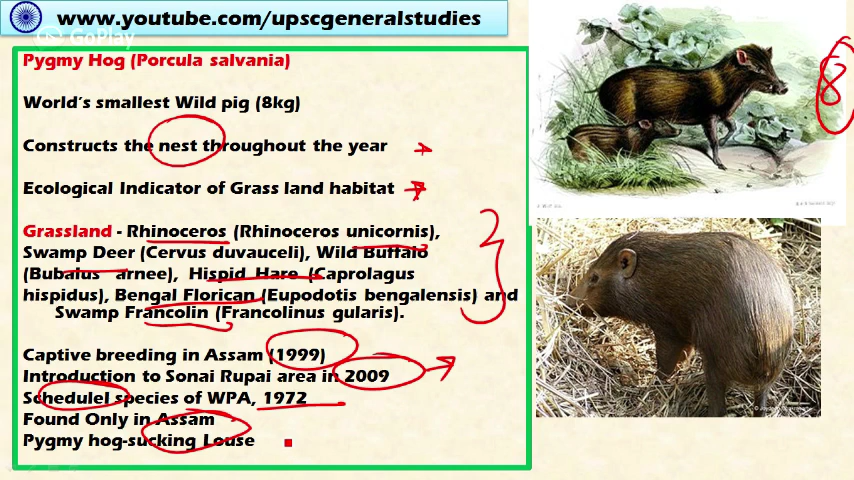 www.youtube.com/upscgeneralstudies
GoPlay
Pygmy Hog (Porcula salvania)
World's smallest Wild pig (8kg)
Constructs the nest throughout the year
Ecological Indicator of Grass land habitat
Grassland - Rhinoceros (Rhinoceros unicornis),
Swamp Deer (Cervus duvauceli), Wild Buffalo
(Bubalus arnee), Hispid Hare (Caprolagus
hispidus), Bengal Florican (Eupodotis bengalensis) and
Swamp Francolin (Francolinus gularis).
Captive breeding in Assam (1999)
Introduction to Sonai Rupai area in 2009
ScheduleI species of WPA, 1972
Found Only in Assam
Pygmy hog-sucking Louse
8